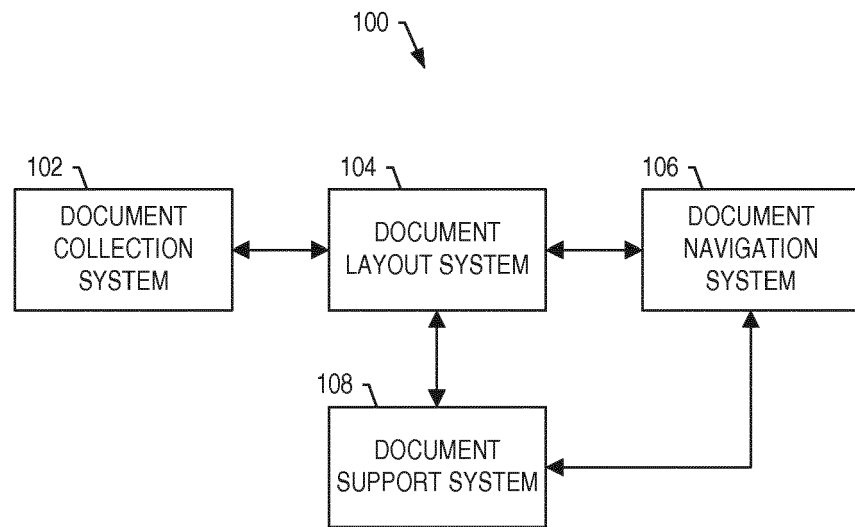 100
102
DOCUMENT
COLLECTION
SYSTEM
104
DOCUMENT
LAYOUT SYSTEM
106
DOCUMENT
NAVIGATION
SYSTEM
108
DOCUMENT
SUPPORT SYSTEM